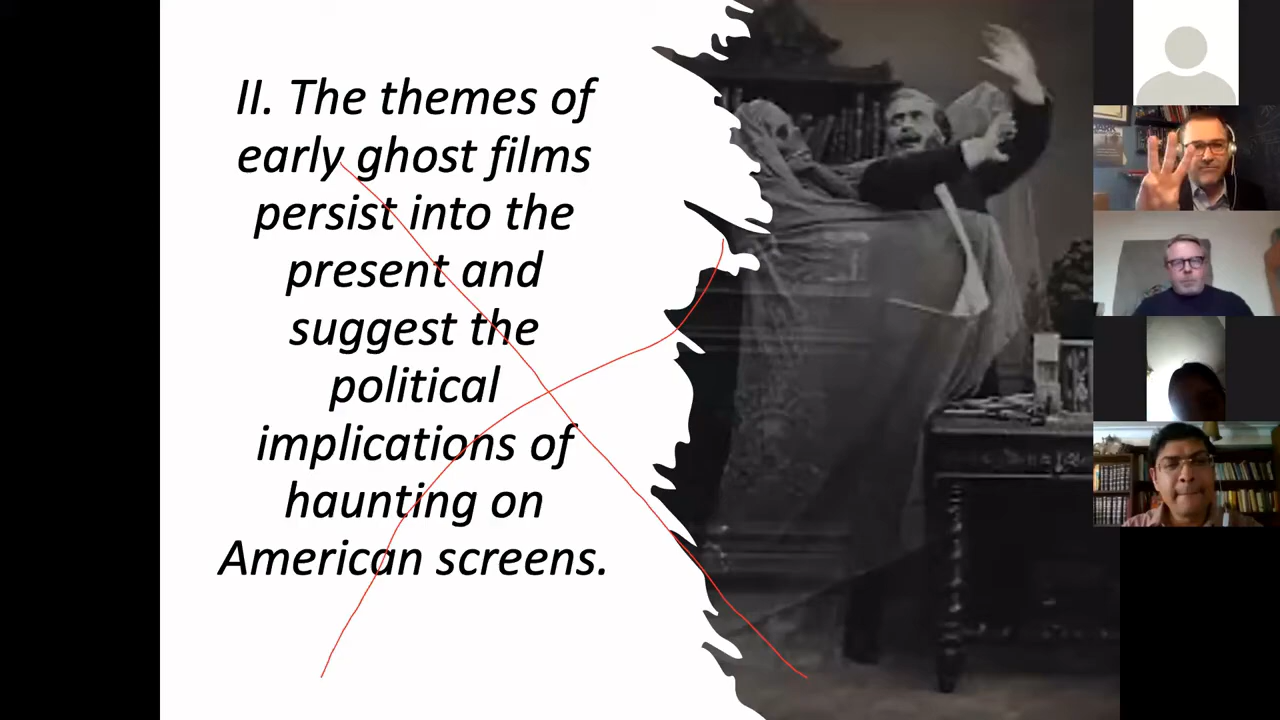 II. The themes of
early ghost films
persist into the
present and
suggest the
political
implications of
haunting on
American screens.